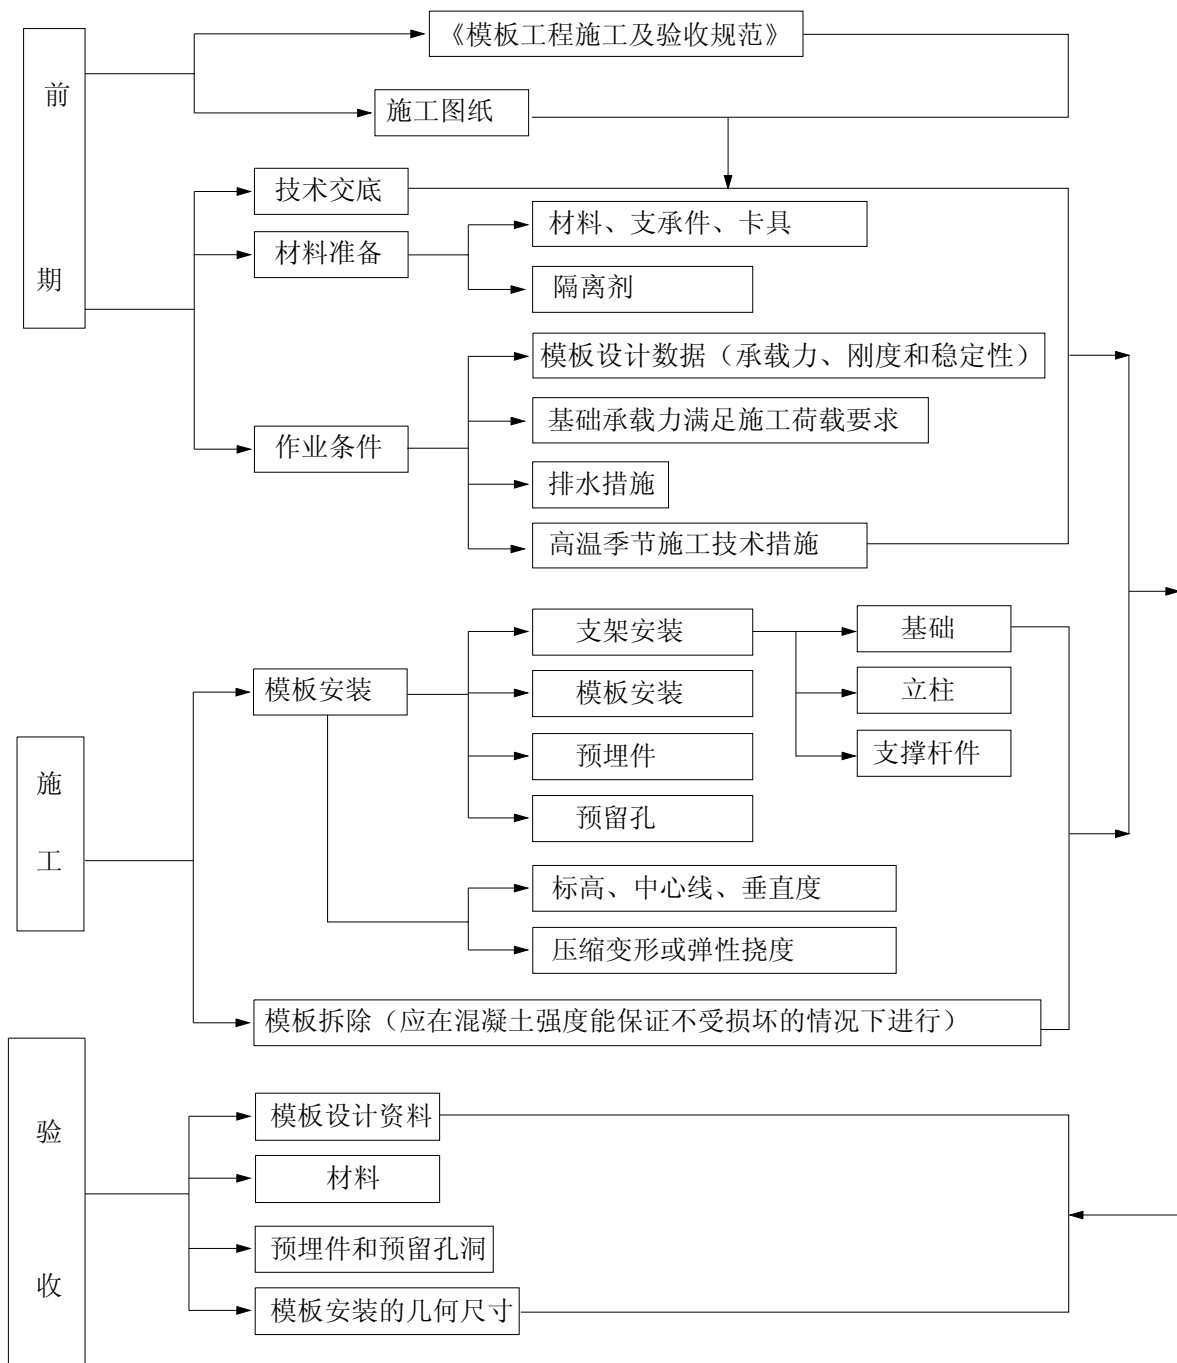 前
期
《模板工程施工及验收规范》
施工图纸
技术交底
材料准备
材料、支承件、卡具
隔离剂
作业条件
模板设计数据（承载力、刚度和稳定性）
基础承载力满足施工荷载要求
排水措施
高温季节施工技术措施
施
工
模板安装
支架安装
基础
立柱
支撑杆件
模板安装
预埋件
预留孔
标高、中心线、垂直度
压缩变形或弹性挠度
模板拆除（应在混凝土强度能保证不受损坏的情况下进行）
验
收
模板设计资料
材料
预埋件和预留孔洞
模板安装的几何尺寸